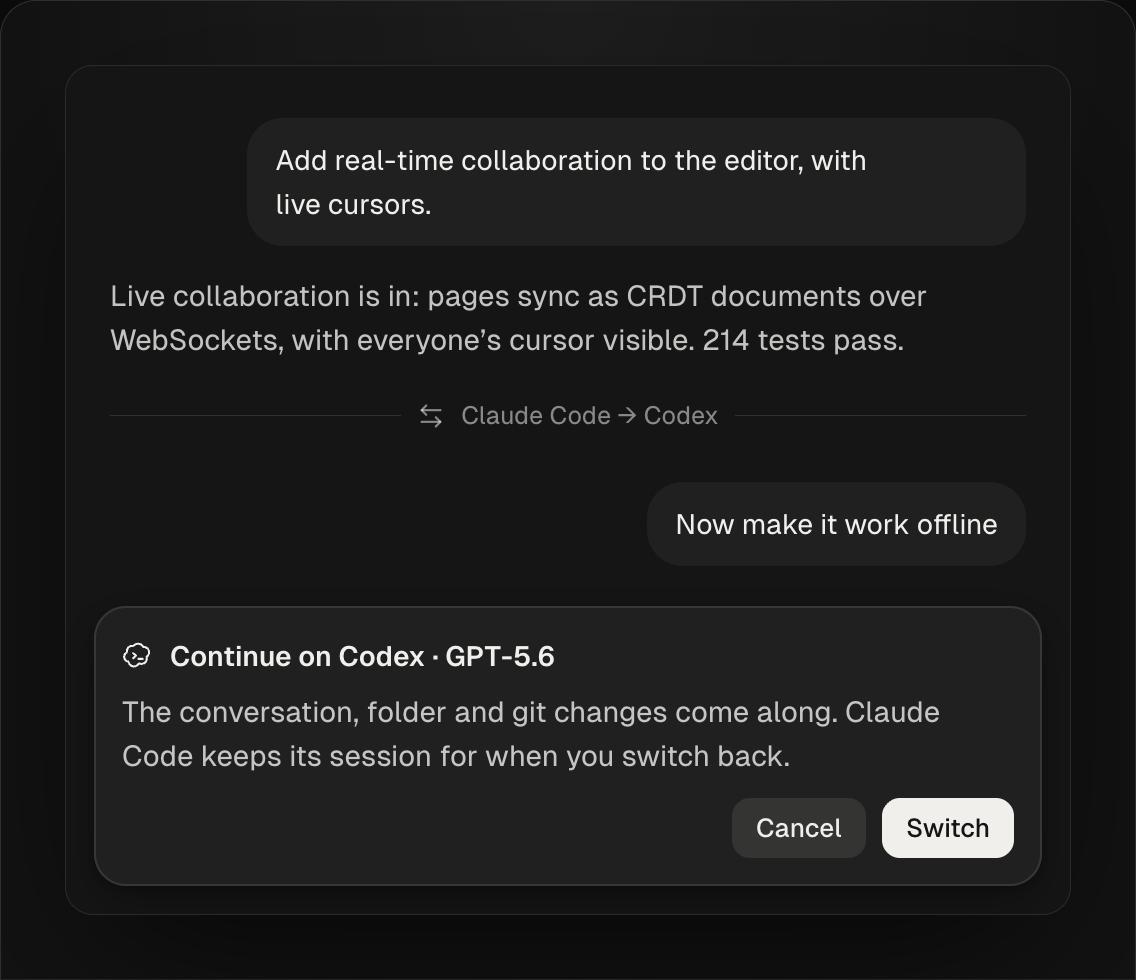 Add real-time collaboration to the editor, with
live cursors.
Live collaboration is in: pages sync as CRDT documents over
WebSockets, with everyone’s cursor visible. 214 tests pass.
Claude Code → Codex
Now make it work offline
Continue on Codex · GPT-5.6
The conversation, folder and git changes come along. Claude
Code keeps its session for when you switch back.
Cancel
Switch